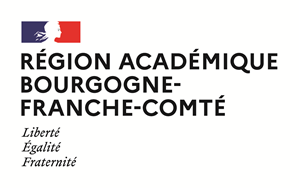 RÉGION ACADÉMIQUE
BOURGOGNE-
FRANCHE-COMTÉ
Liberté
Égalité
Fraternité